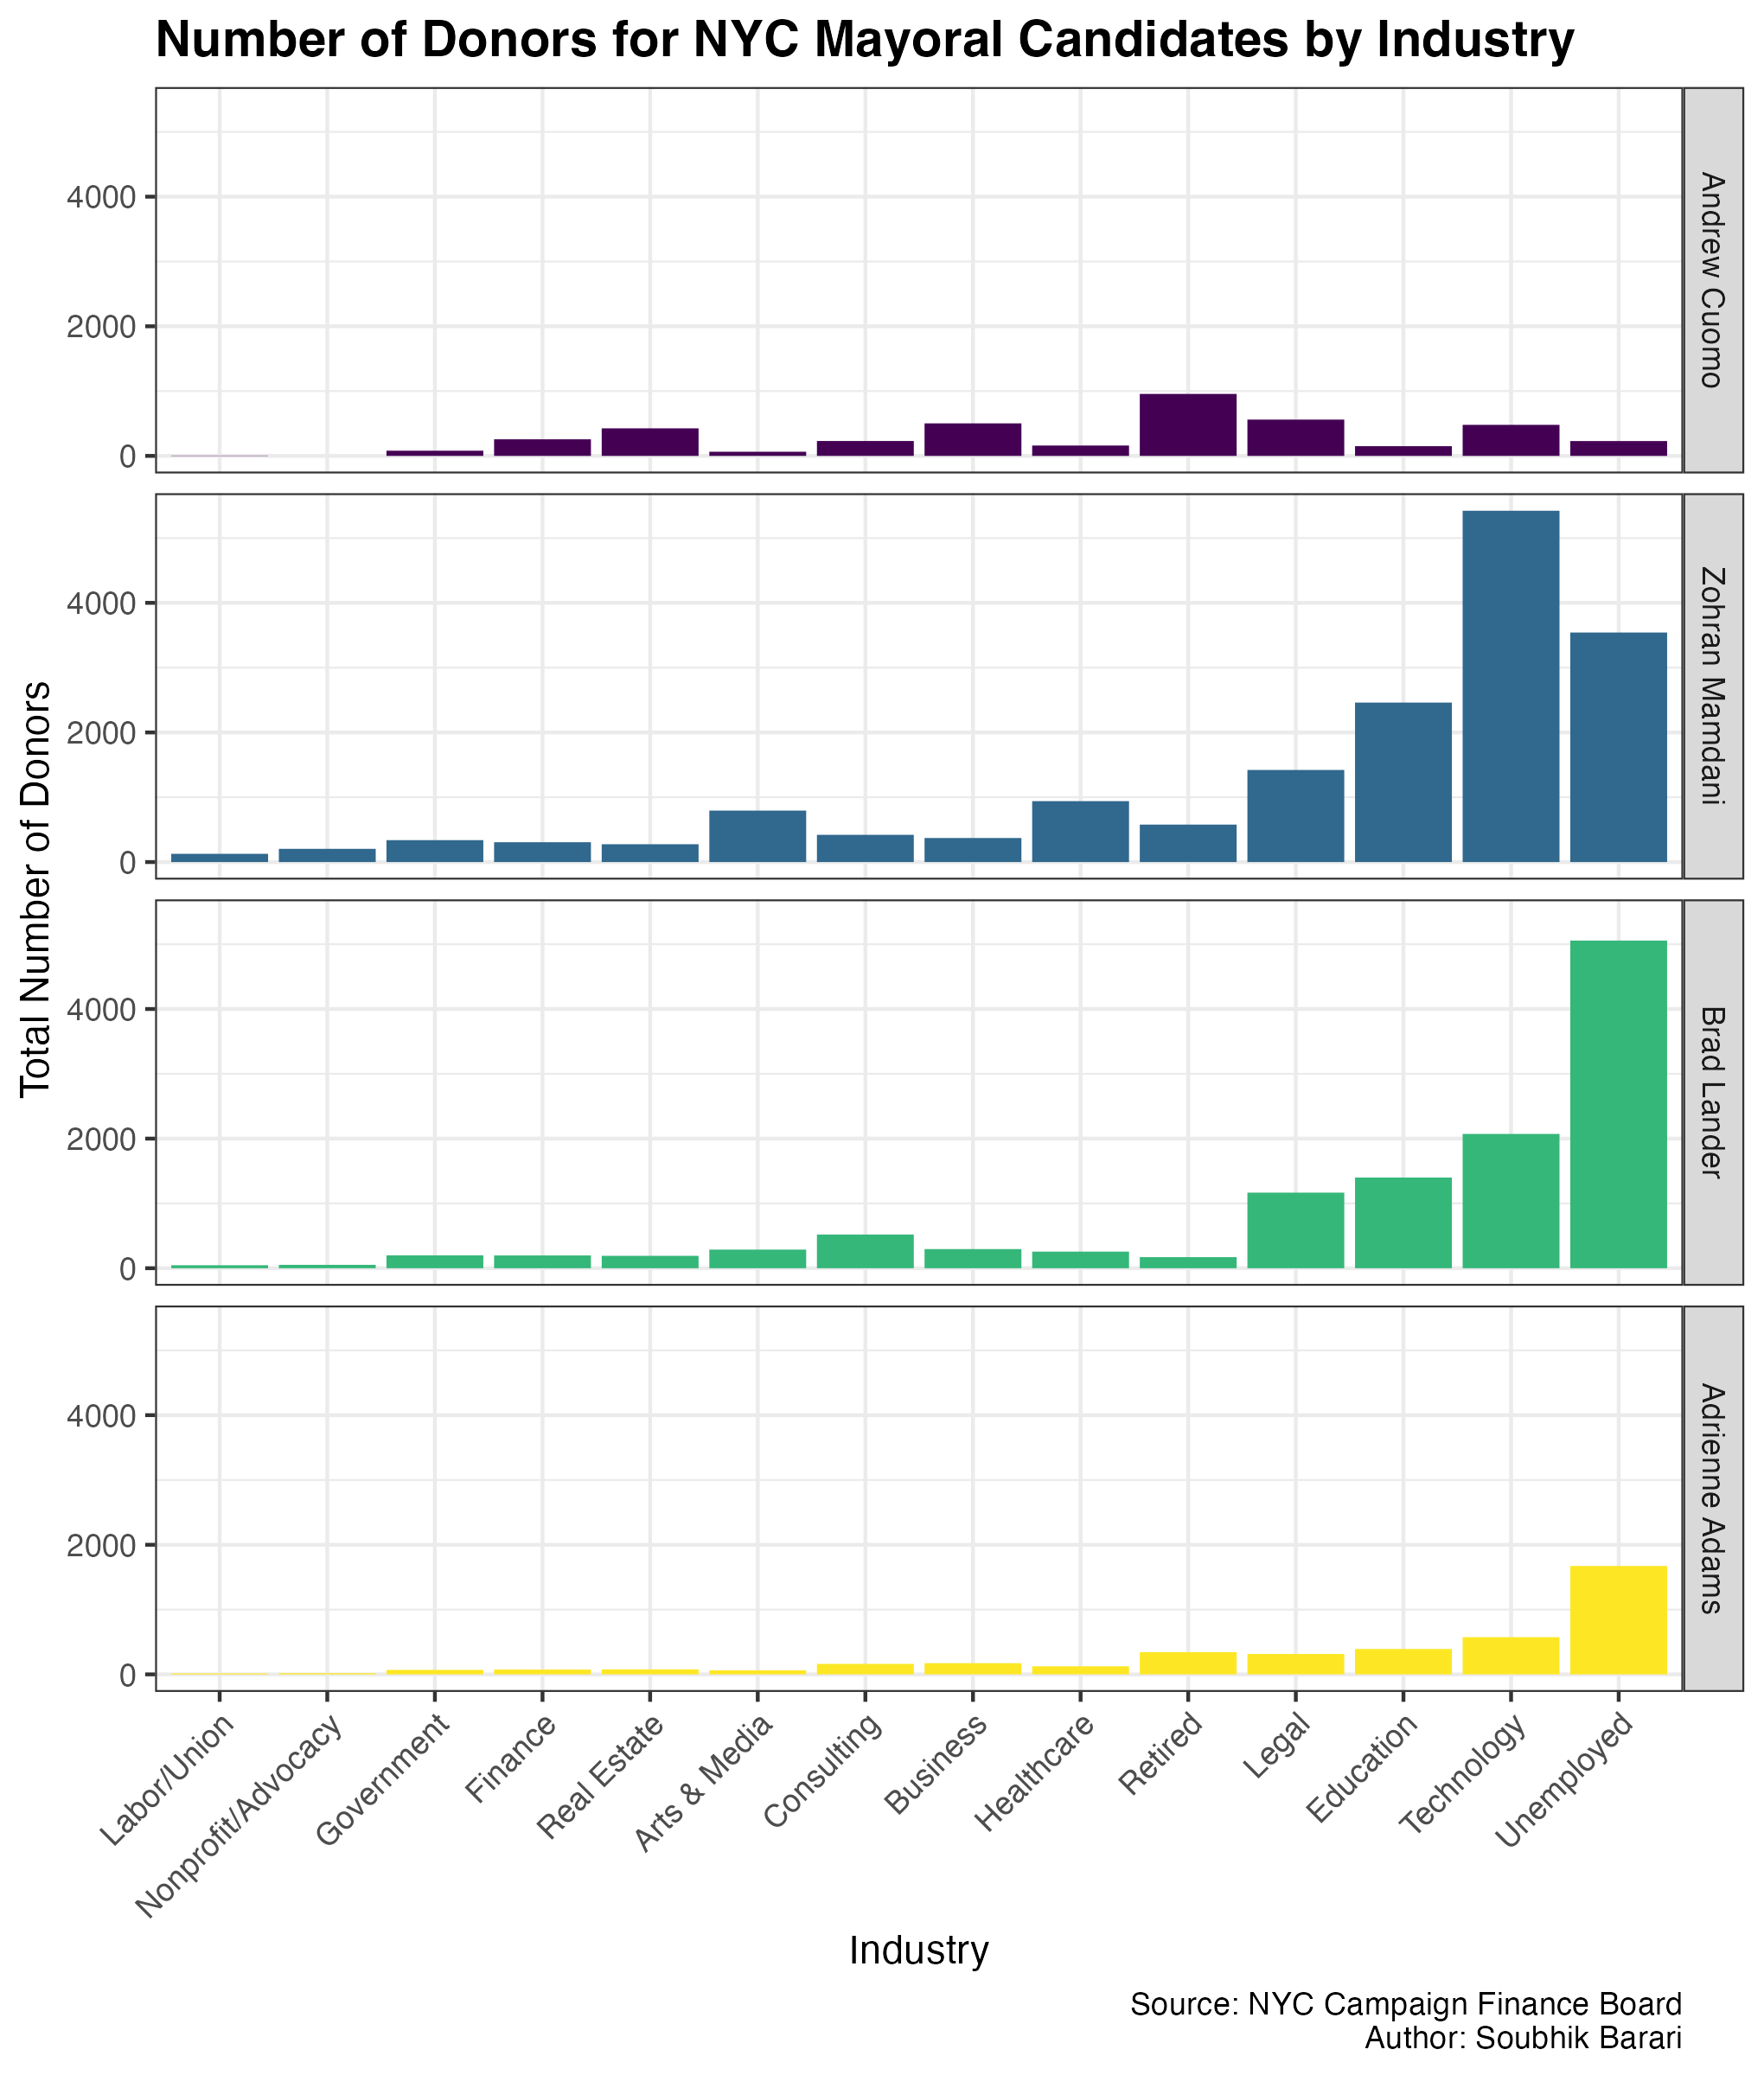 Number of Donors for NYC Mayoral Candidates by Industry
Total Number of Donors
4000
2000
0
Andrew Cuomo
4000
2000
0
Zohran Mamdani
4000
2000
0
Brad Lander
4000
2000
0
Adrienne Adams
Labor/Union
Nonprofit/Advocacy
Government
Finance
Real Estate
Arts & Media
Consulting
Business
Healthcare
Retired
Legal
Education
Technology
Unemployed
Industry
Source: NYC Campaign Finance Board
Author: Soubhik Barari